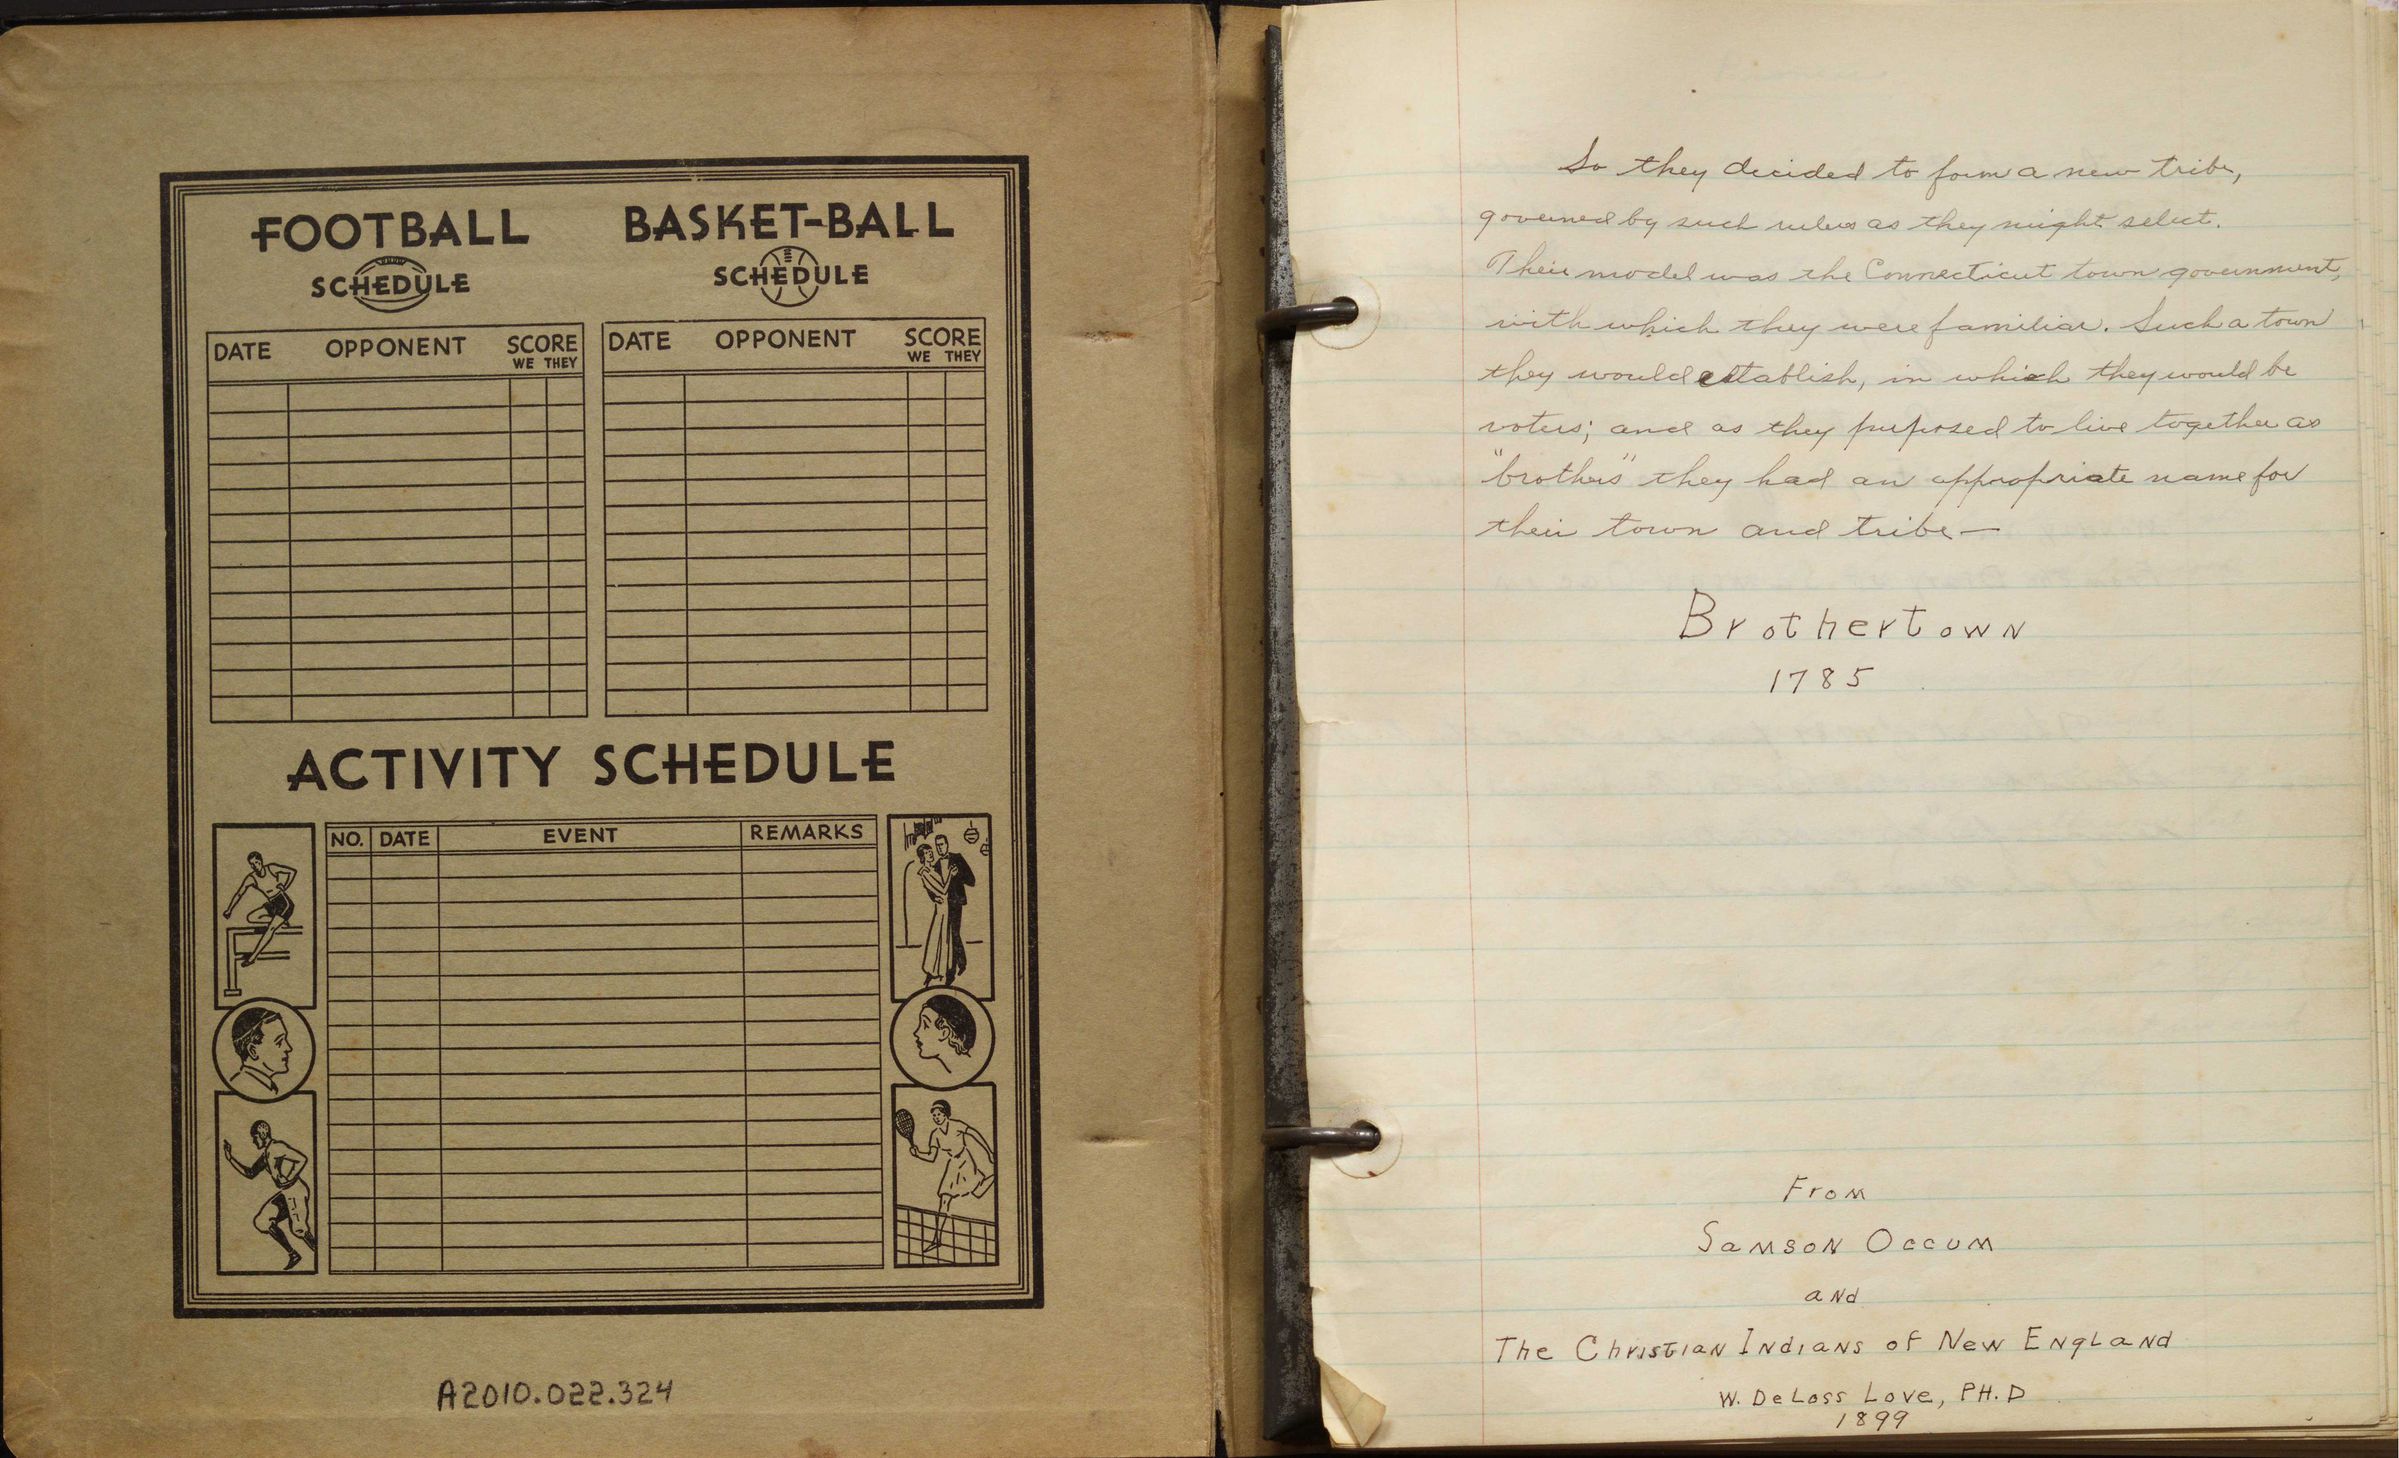 FOOTBALL
SCHEDULE
BASKET-BALL
SCHEDULE
DATE OPPONENT SCORE
WE THEY
DATE OPPONENT SCORE
WE THEY
ACTIVITY SCHEDULE
NO. DATE EVENT REMARKS
A2010.022.324
So they decided to form a new tribe,
governed by such rulers as they might select.
Their model was the Connecticut town government,
with which they were familiar. Such a town
they would establish, in which they would be
voters; and as they purposed to live together as
"brothers" they had an appropriate name for
their town and tribe—
Brothertown
1785
From
Samson Occum
and
The Christian Indians of New England
W. DeLoss Love, PH.D
1899